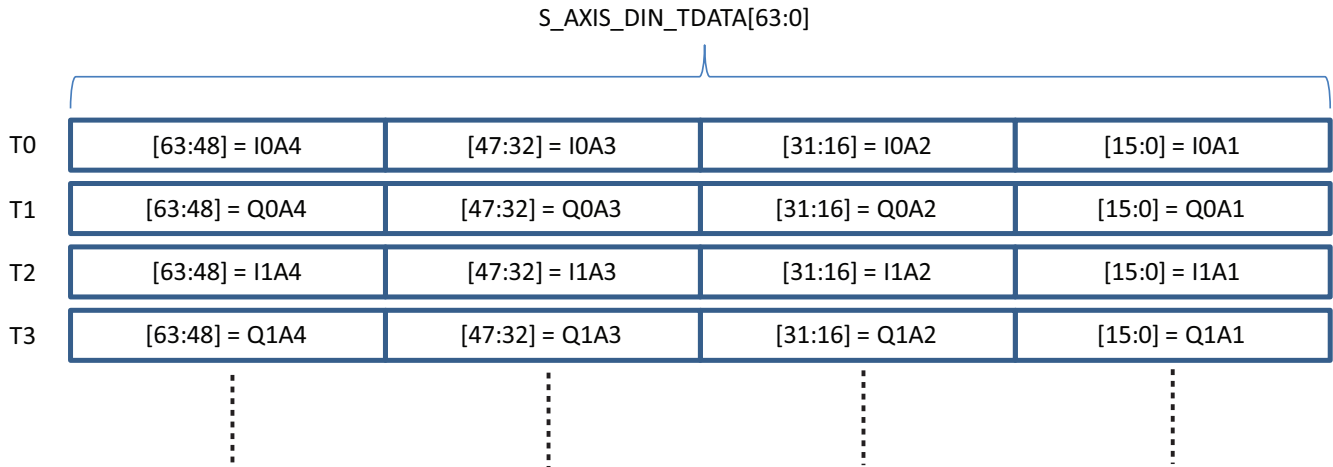 S_AXIS_DIN_TDATA[63:0]
T0 [63:48] = I0A4 [47:32] = I0A3 [31:16] = I0A2 [15:0] = I0A1
T1 [63:48] = Q0A4 [47:32] = Q0A3 [31:16] = Q0A2 [15:0] = Q0A1
T2 [63:48] = I1A4 [47:32] = I1A3 [31:16] = I1A2 [15:0] = I1A1
T3 [63:48] = Q1A4 [47:32] = Q1A3 [31:16] = Q1A2 [15:0] = Q1A1